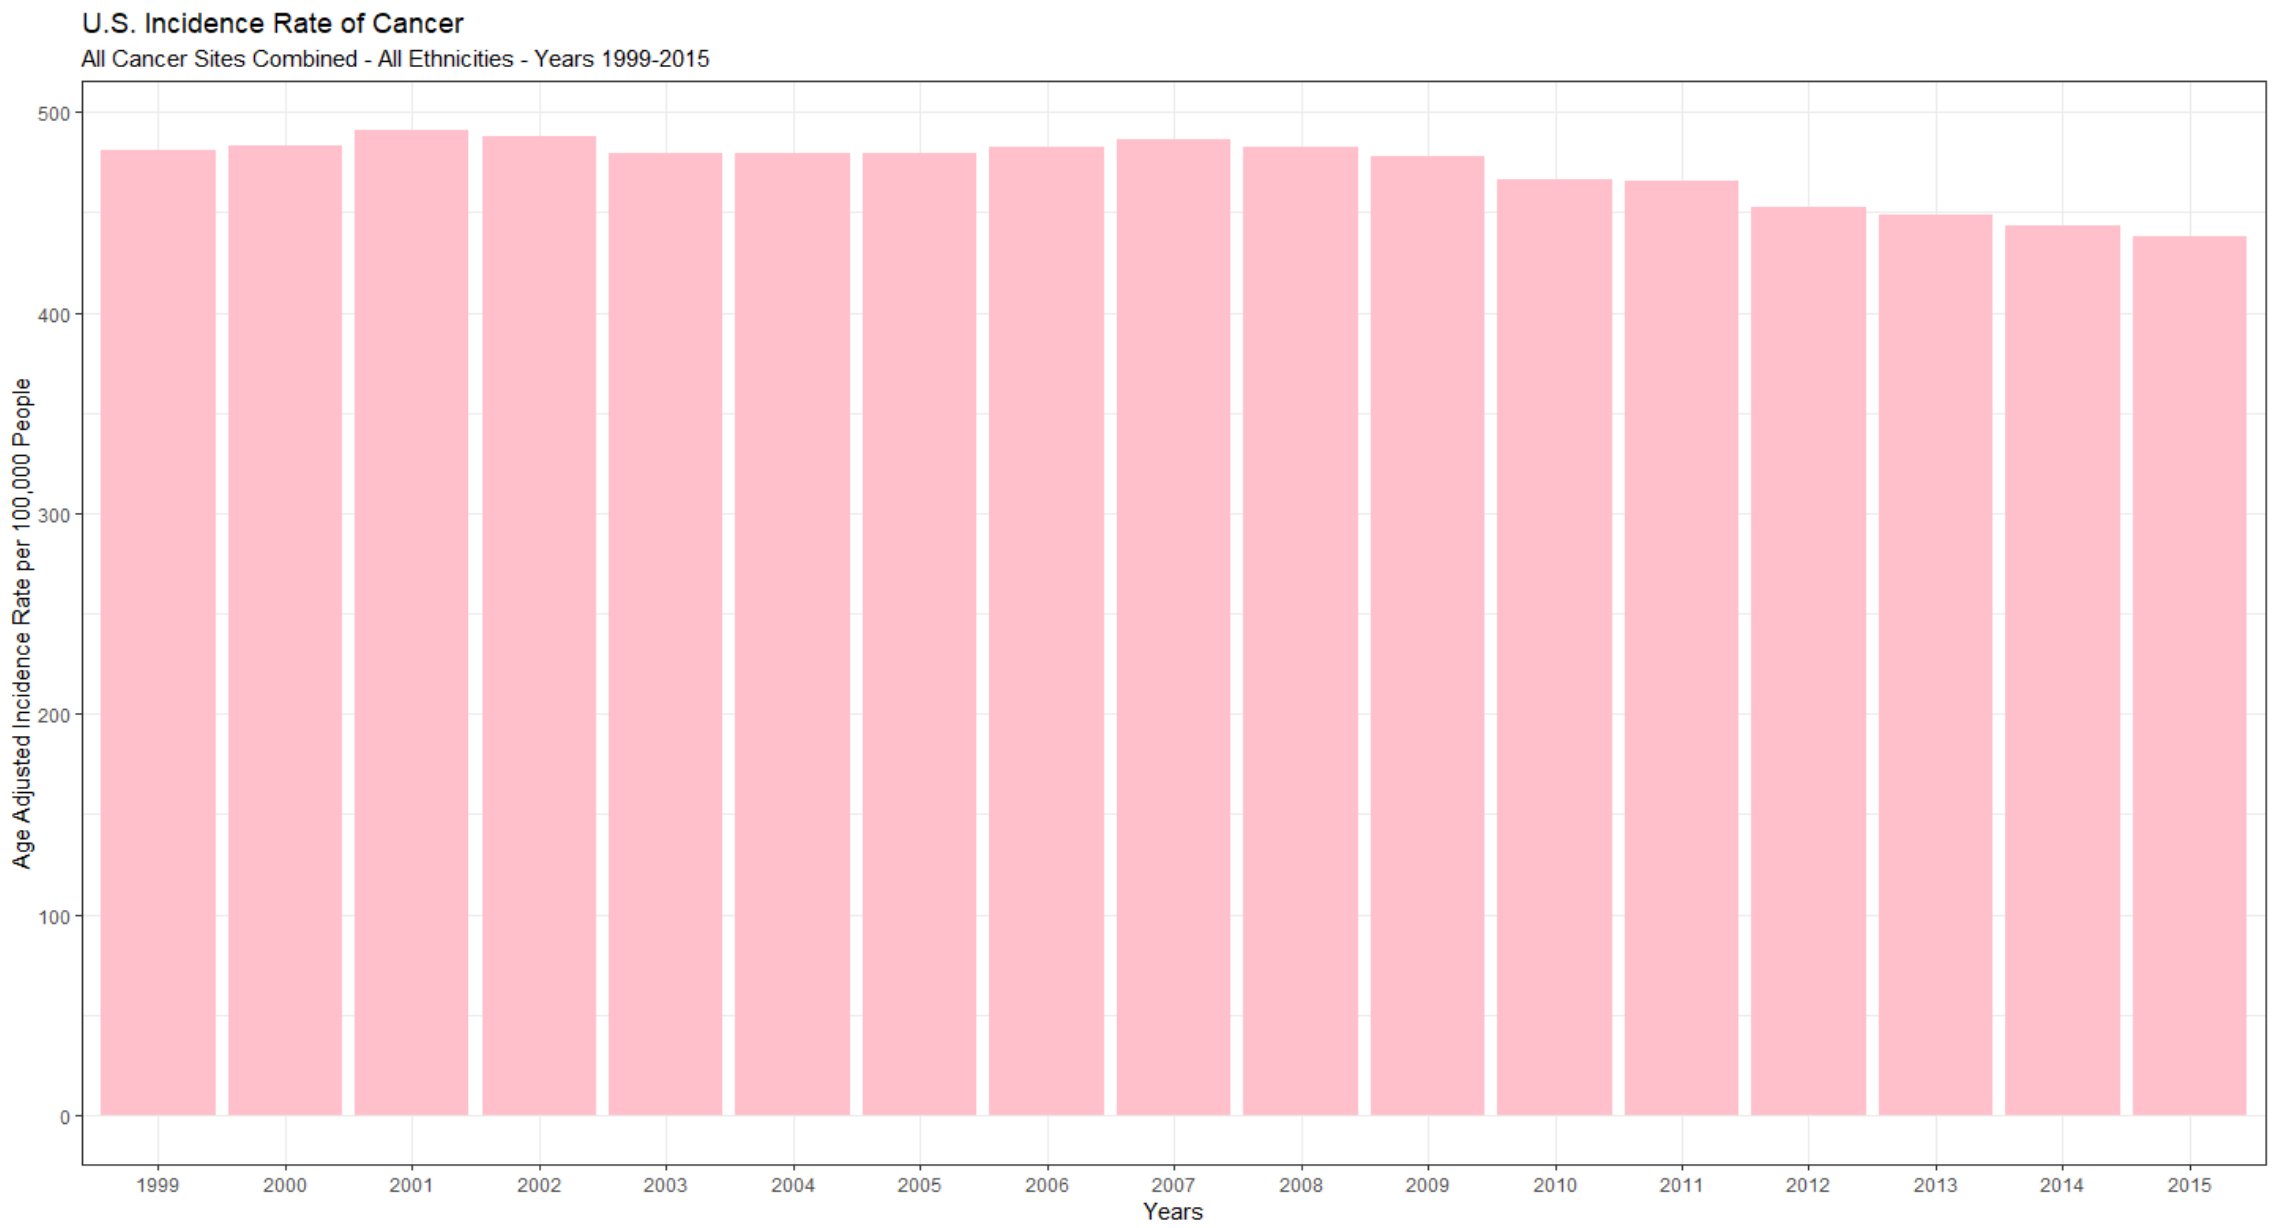 U.S. Incidence Rate of Cancer
All Cancer Sites Combined - All Ethnicities - Years 1999-2015
Age Adjusted Incidence Rate per 100,000 People
500
400
300
200
100
0
1999 2000 2001 2002 2003 2004 2005 2006 2007 2008 2009 2010 2011 2012 2013 2014 2015
Years